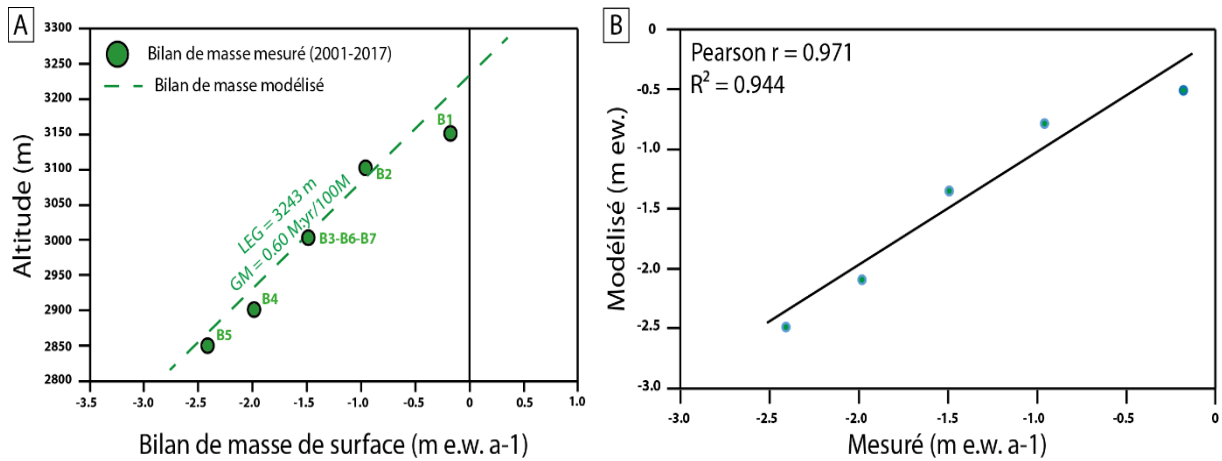 A
Bilan de masse mesuré (2001-2017)
Bilan de masse modélisé
3300
3250
3200
3150
3100
3050
3000
2950
2900
2850
2800
Altitude (m)
B1
B2
B3-B6-B7
B4
B5
LEG = 3243 m
GM = 0.60 M.yr/100M
-3.5
-3.0
-2.5
-2.0
-1.5
-1.0
-0.5
0.0
0.5
1.0
Bilan de masse de surface (m e.w. a-1)
B
Pearson r = 0.971
R² = 0.944
0
-0.5
-1.0
-1.5
-2.0
-2.5
-3.0
Modélisé (m ew.)
-3.0
-2.5
-2.0
-1.5
-1.0
-0.5
0
Mesuré (m e.w. a-1)